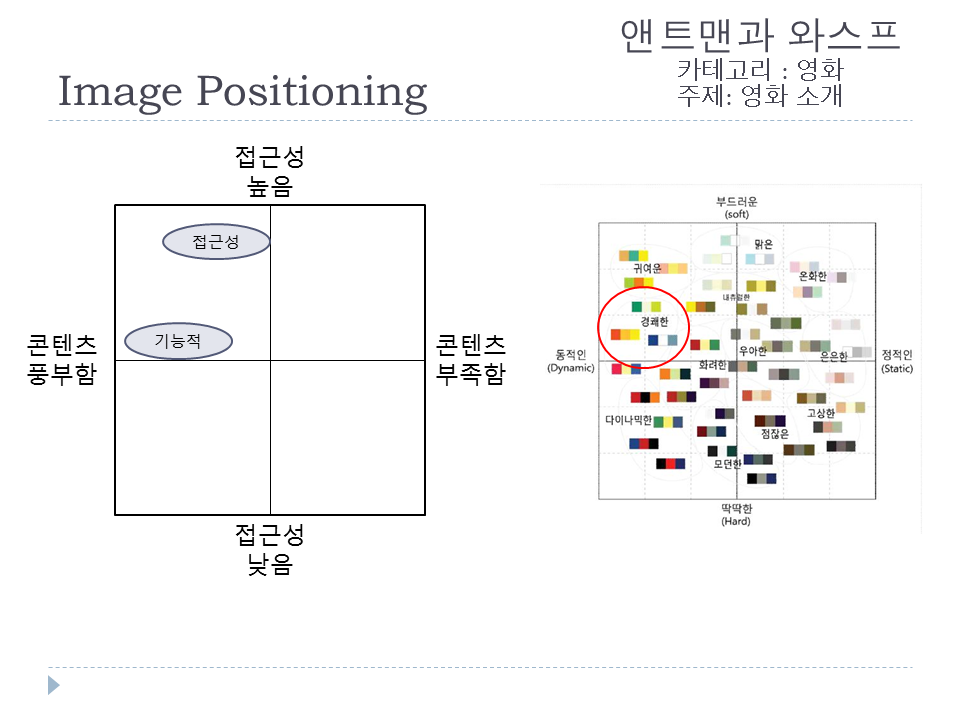 앤트맨과 와스프
카테고리 : 영화
주제: 영화 소개
Image Positioning
접근성
높음
접근성
기능적
콘텐츠
풍부함
콘텐츠
부족함
접근성
낮음
부드러운
(soft)
맑은
귀여운
온화한
내츄럴한
경쾌한
동적인
(Dynamic)
우아한
은은한
정적인
(Static)
화려한
다이나믹한
고상한
점잖은
모던한
딱딱한
(Hard)